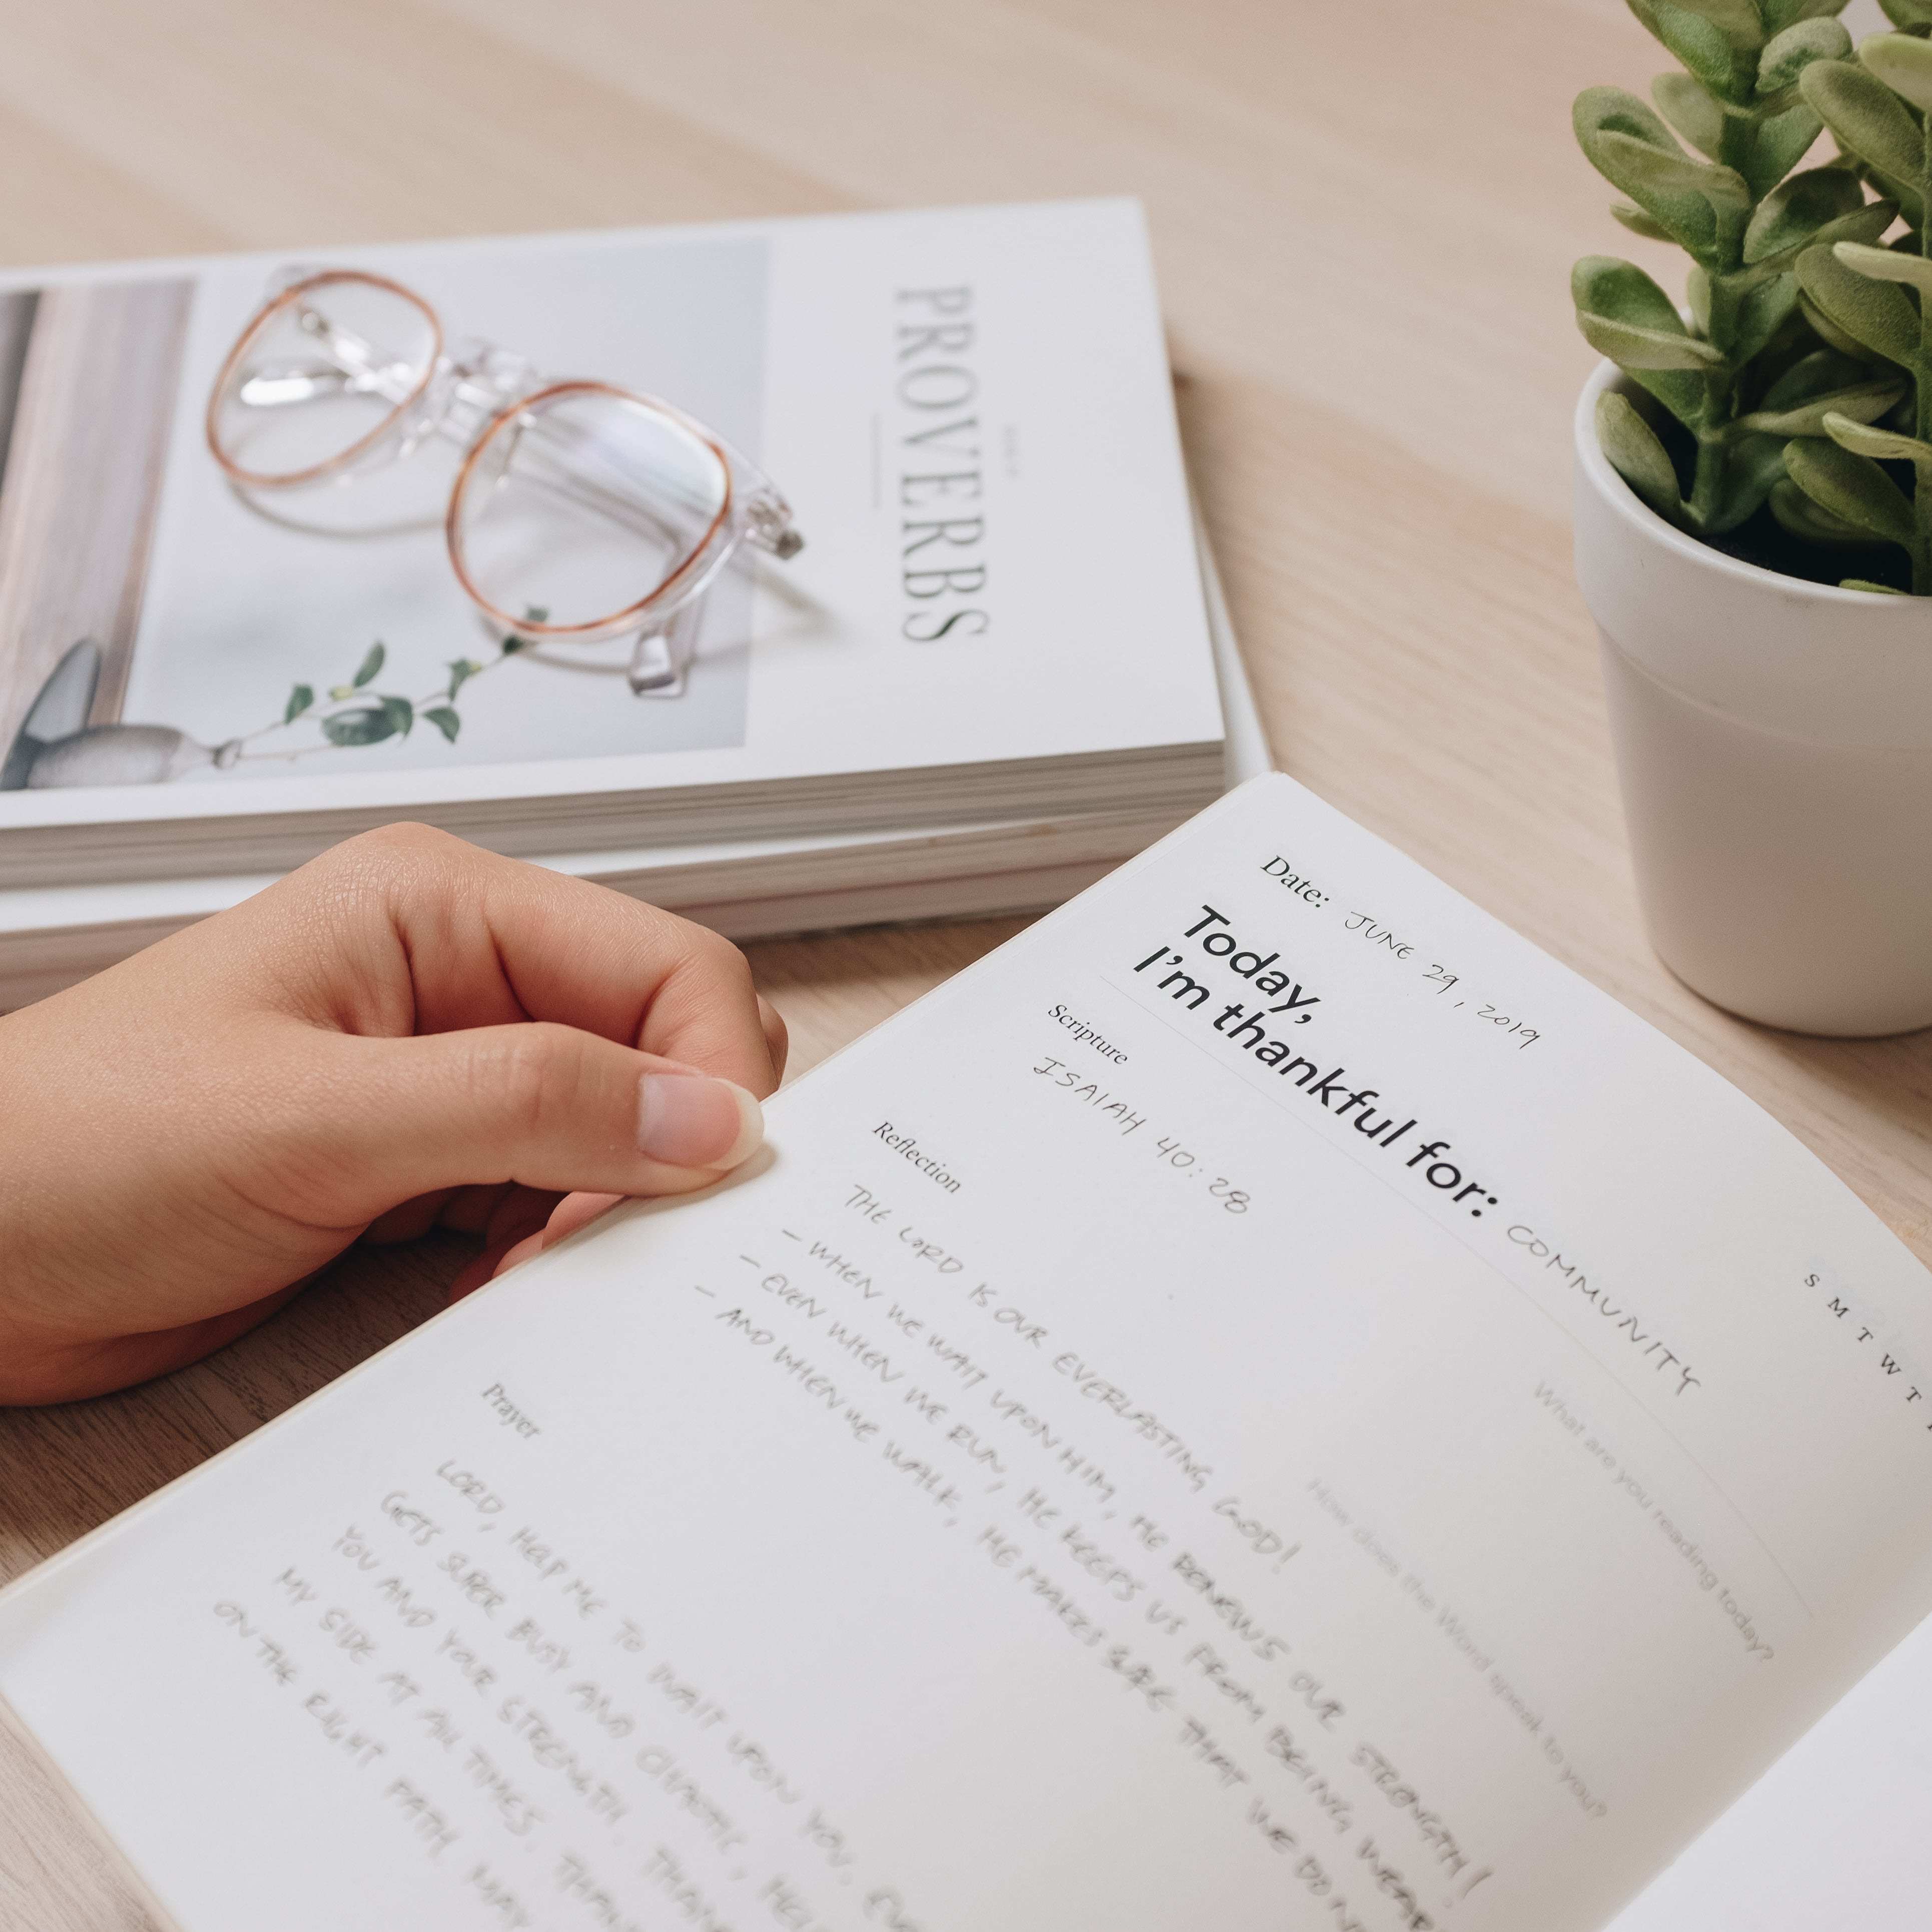 PROVERBS
Date: JUNE 29, 2019
Today,
I'm thankful for: COMMUNITY
S M T W T
Scripture
ISAIAH 40:28
What are you reading today?
Reflection
How does the Word speak to you?
THE LORD IS OUR EVERLASTING GOD!
- WHEN WE WAIT UPON HIM, HE RENEWS OUR STRENGTH!
- EVEN WHEN WE RUN, HE KEEPS US FROM BEING
- AND WHEN WE WALK, HE MAKES SURE THAT WE DO
Prayer
LORD, HELP ME TO WAIT UPON YOU.
GETS SUPER BUSY AND CHAOTIC,
YOU AND YOUR STRENGTH.
MY SIDE AT ALL TIMES.
ON THE RIGHT PATH. MAY